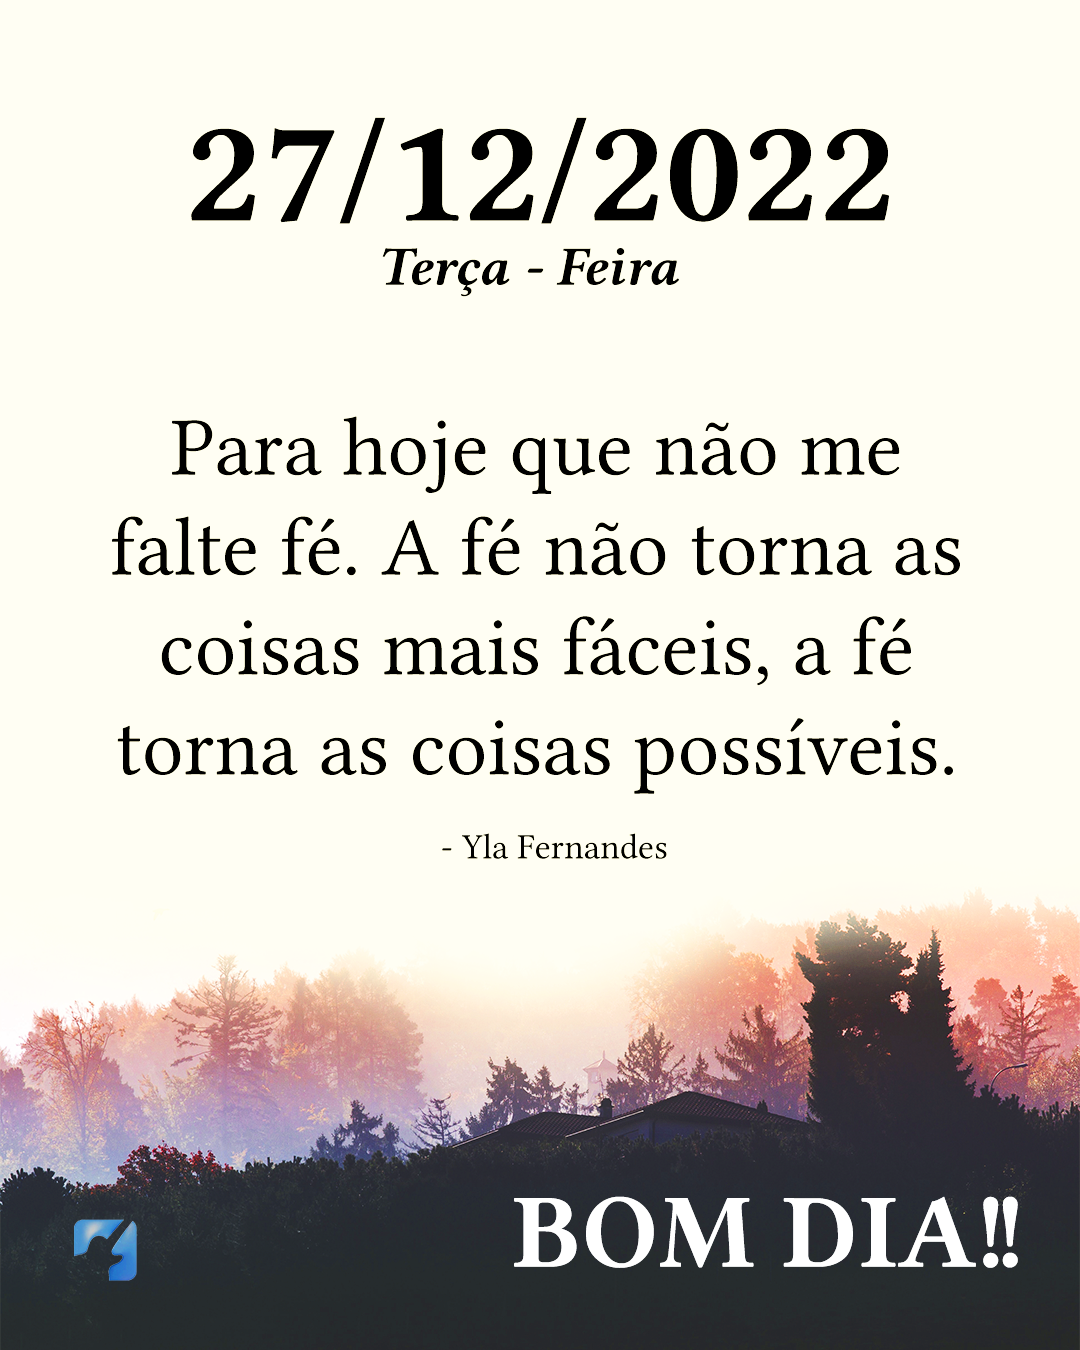 27/12/2022
Terça - Feira
Para hoje que não me
falte fé. A fé não torna as
coisas mais fáceis, a fé
torna as coisas possíveis.
- Yla Fernandes
BOM DIA!!